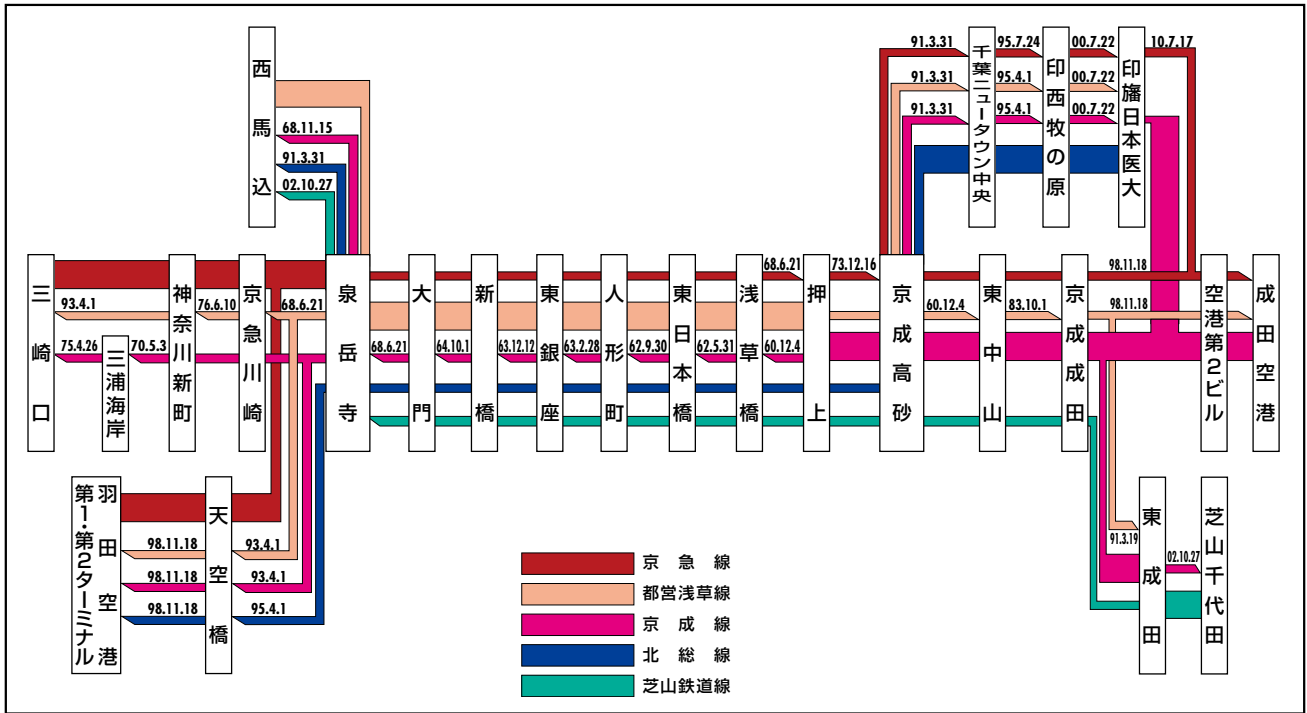 西馬込
68.11.15
91.3.31
02.10.27
91.3.31
95.7.24
00.7.22
10.7.17
91.3.31
95.4.1
00.7.22
91.3.31
95.4.1
00.7.22
千葉ニュータウン中央
印西牧の原
印旛日本医大
三崎口
三浦海岸
神奈川新町
京急川崎
泉岳寺
大門
新橋
東銀座
人形町
東日本橋
浅草橋
押上
京成高砂
東中山
京成成田
空港第2ビル
成田空港
68.6.21
73.12.16
98.11.18
93.4.1
76.6.10
68.6.21
60.12.4
83.10.1
98.11.18
75.4.26
70.5.3
68.6.21
64.10.1
63.12.12
63.2.28
62.9.30
62.5.31
60.12.4
羽田空港
第1・第2ターミナル
天空橋
98.11.18
93.4.1
98.11.18
93.4.1
98.11.18
95.4.1
東成田
芝山千代田
91.3.19
02.10.27
京急線
都営浅草線
京成線
北総線
芝山鉄道線